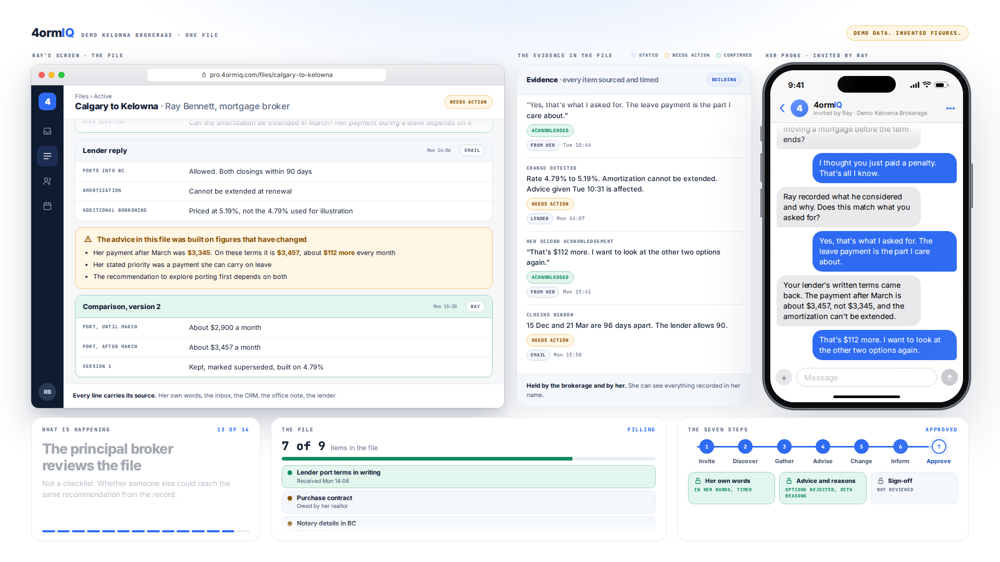 4ormIQ DEMO KELOWNA BROKERAGE · ONE FILE
DEMO DATA. INVENTED FIGURES.
RAY'S SCREEN · THE FILE
pro.4ormiq.com/files/calgary-to-kelowna
4
Files › Active
Calgary to Kelowna · Ray Bennett, mortgage broker
NEEDS ACTION
OPEN QUESTION Can the amortization be extended in March? Her payment during a leave depends on it
Lender reply Mon 14:06 EMAIL
PORTS INTO BC Allowed. Both closings within 90 days
AMORTIZATION Cannot be extended at renewal
ADDITIONAL BORROWING Priced at 5.19%, not the 4.79% used for illustration
The advice in this file was built on figures that have changed
• Her payment after March was $3,345. On these terms it is $3,457, about $112 more every month
• Her stated priority was a payment she can carry on leave
• The recommendation to explore porting first depends on both
Comparison, version 2 Mon 15:20 RAY
PORT, UNTIL MARCH About $2,900 a month
PORT, AFTER MARCH About $3,457 a month
VERSION 1 Kept, marked superseded, built on 4.79%
RB
Every line carries its source. Her own words, the inbox, the CRM, the office note, the lender.
THE EVIDENCE IN THE FILE STATED NEEDS ACTION CONFIRMED
Evidence · every item sourced and timed BUILDING
“Yes, that's what I asked for. The leave payment is the part I
care about.”
ACKNOWLEDGED
FROM HER Tue 10:44
CHANGE DETECTED
Rate 4.79% to 5.19%. Amortization cannot be extended.
Advice given Tue 10:31 is affected.
NEEDS ACTION
LENDER Mon 14:07
HER SECOND ACKNOWLEDGEMENT
“That's $112 more. I want to look at the other two options
again.”
ACKNOWLEDGED
FROM HER Mon 15:41
CLOSING WINDOW
15 Dec and 21 Mar are 96 days apart. The lender allows 90.
NEEDS ACTION
EMAIL Mon 15:50
Held by the brokerage and by her. She can see everything recorded in her
name.
HER PHONE · INVITED BY RAY
9:41
4 4ormIQ
Invited by Ray · Demo Kelowna Brokerage
moving a mortgage before the term
ends?
I thought you just paid a penalty.
That's all I know.
Ray recorded what he considered
and why. Does this match what you
asked for?
Yes, that's what I asked for. The
leave payment is the part I care
about.
Your lender's written terms came
back. The payment after March is
about $3,457, not $3,345, and the
amortization can't be extended.
That's $112 more. I want to look at
the other two options again.
+ Message
WHAT IS HAPPENING 13 OF 14
The principal broker
reviews the file
Not a checklist. Whether someone else could reach the
same recommendation from the record.
THE FILE FILLING
7 of 9 items in the file
Lender port terms in writing
Received Mon 14:06
Purchase contract
Owed by her realtor
Notary details in BC
Not started
THE SEVEN STEPS APPROVED
1 2 3 4 5 6 7
Invite Discover Gather Advise Change Inform Approve
Her own words
IN HER WORDS, TIMED
Advice and reasons
OPTIONS REJECTED, WITH
REASONS
Sign-off
NOT REVIEWED